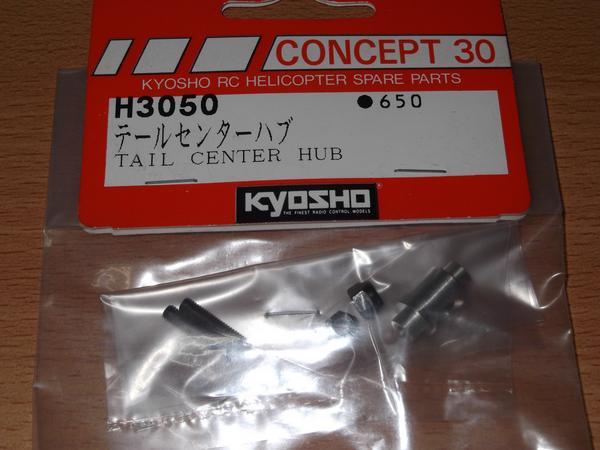 CONCEPT 30
KYOSHO RC HELICOPTER SPARE PARTS
H3050 ●650
テールセンターハブ
TAIL CENTER HUB
KYOSHO
THE FINEST RADIO CONTROL MODELS